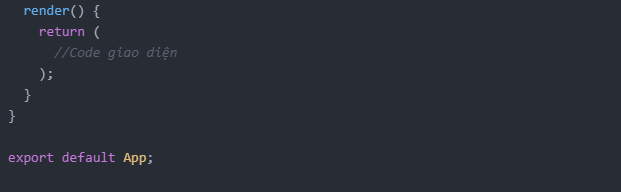 render() {
return (
//Code giao diện
);
}
}
export default App;